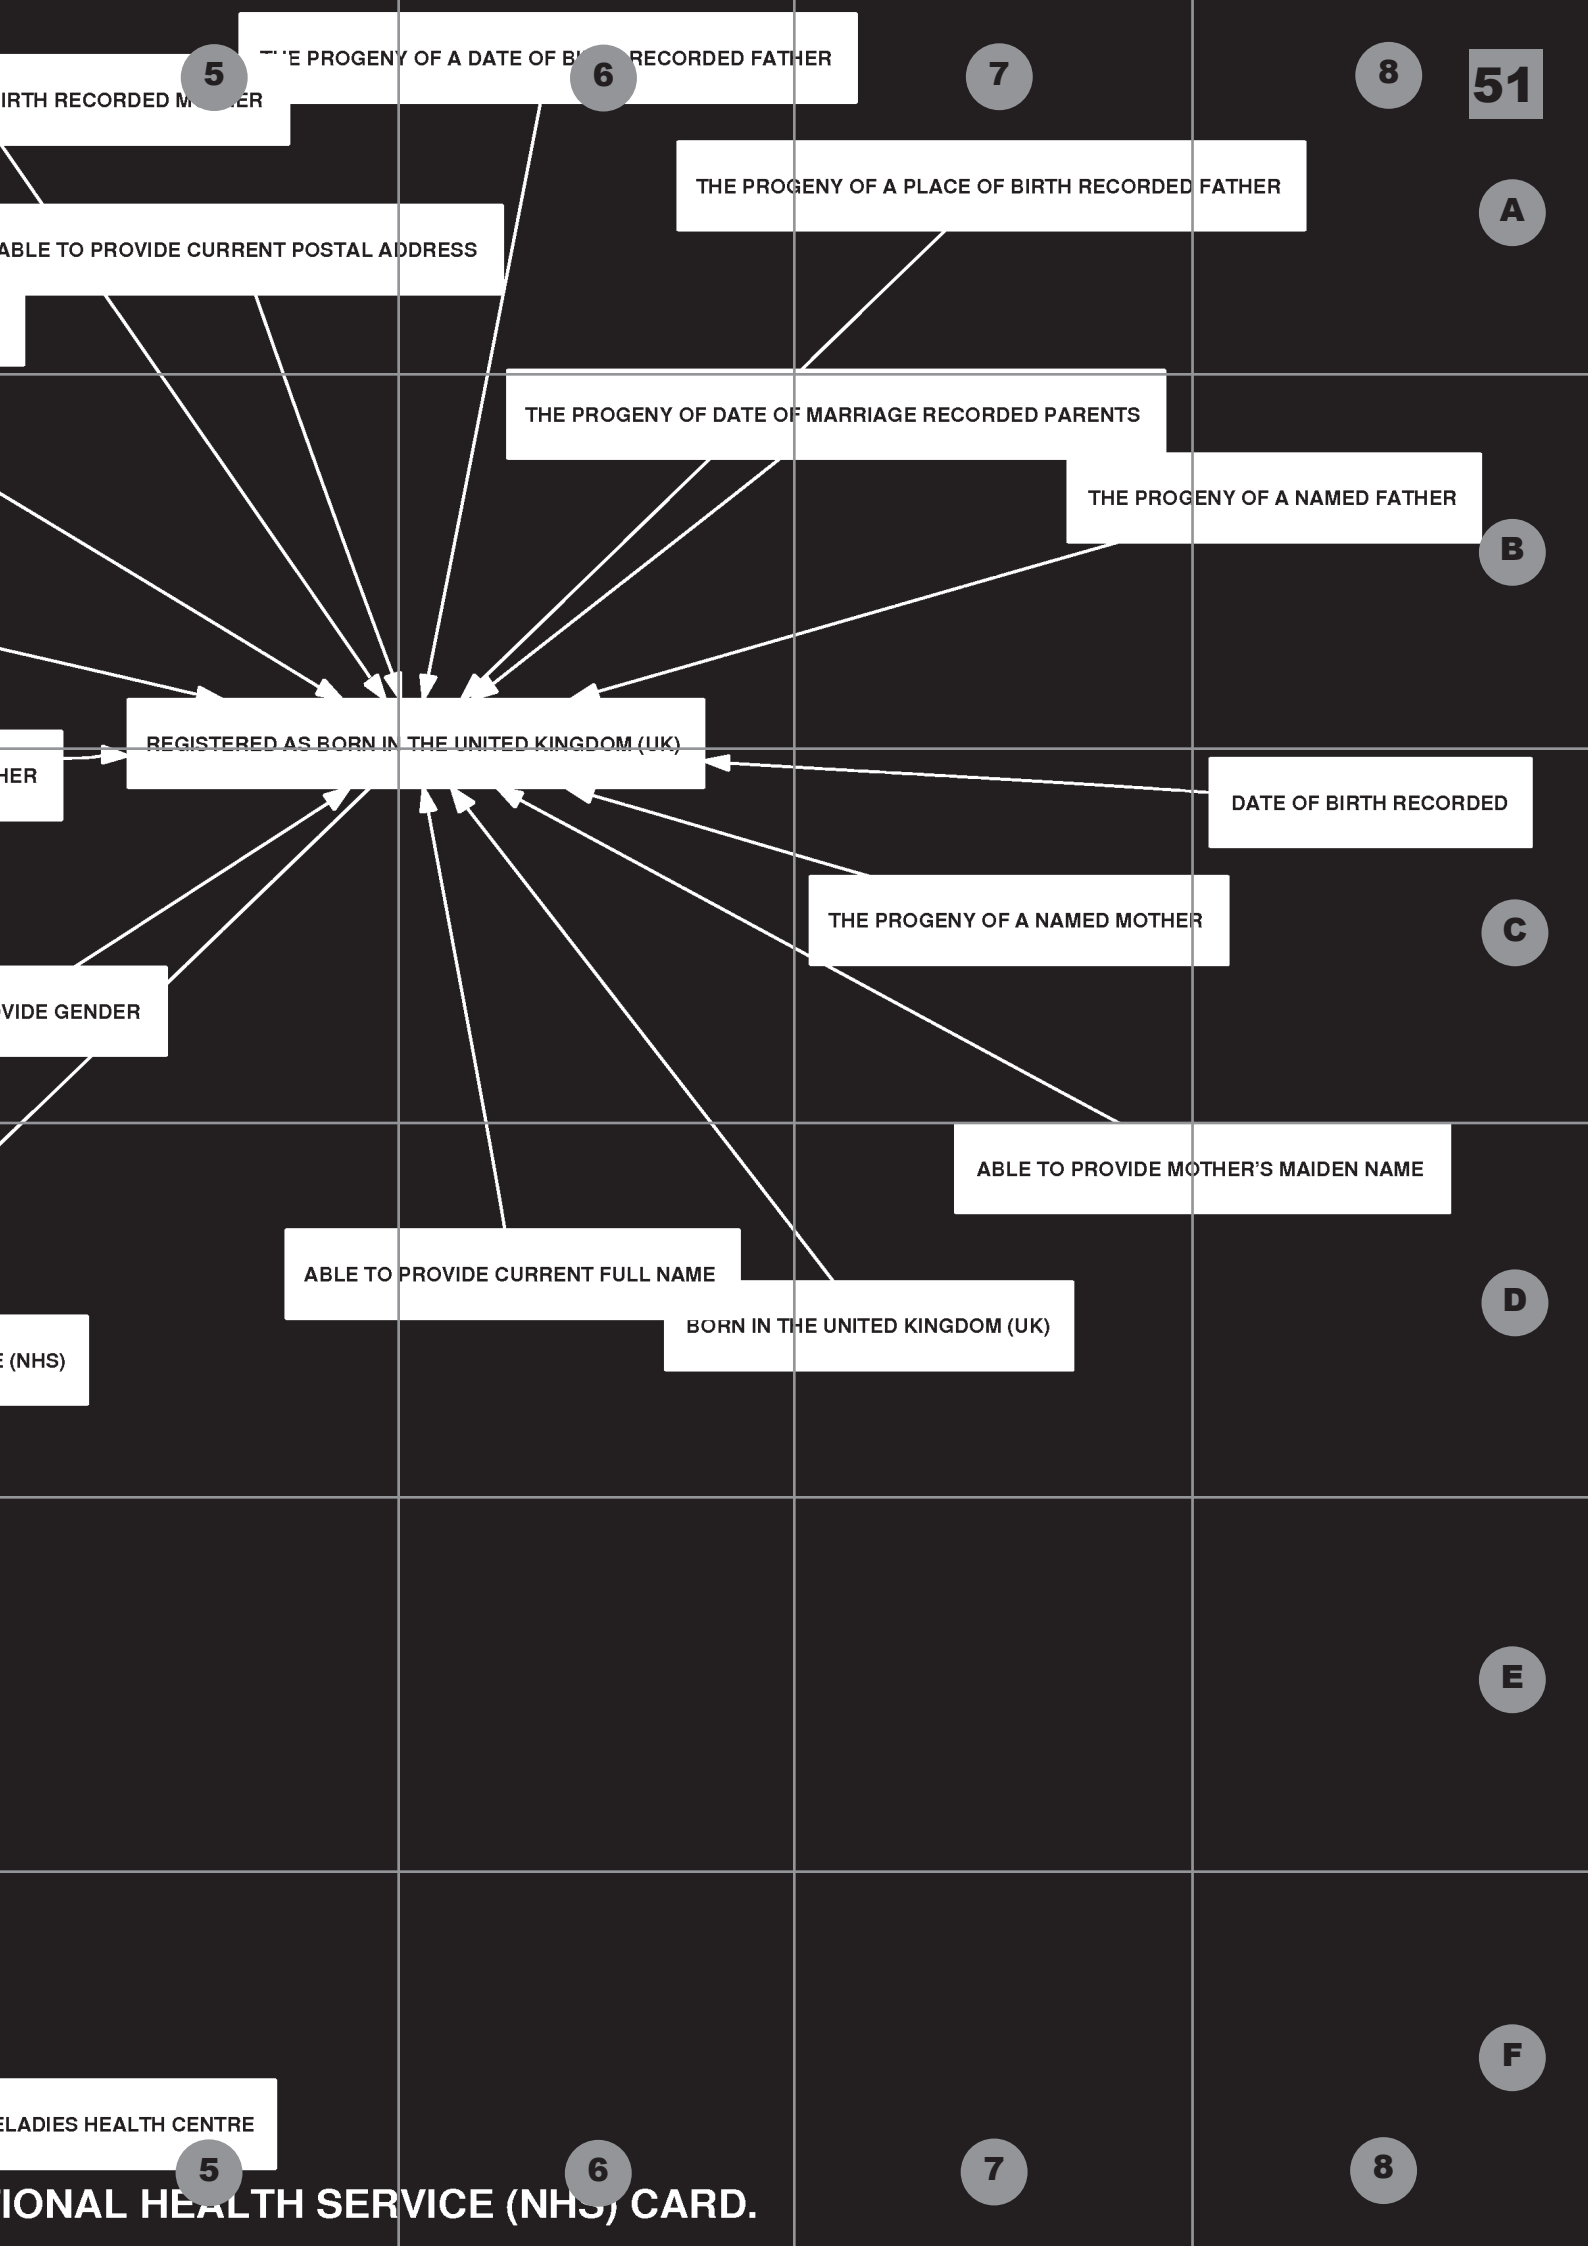 THE PROGENY OF A DATE OF BIRTH RECORDED FATHER
5
6
7
8
51
IRTH RECORDED MOTHER
THE PROGENY OF A PLACE OF BIRTH RECORDED FATHER
A
ABLE TO PROVIDE CURRENT POSTAL ADDRESS
THE PROGENY OF DATE OF MARRIAGE RECORDED PARENTS
THE PROGENY OF A NAMED FATHER
B
REGISTERED AS BORN IN THE UNITED KINGDOM (UK)
HER
DATE OF BIRTH RECORDED
THE PROGENY OF A NAMED MOTHER
C
VIDE GENDER
ABLE TO PROVIDE MOTHER'S MAIDEN NAME
ABLE TO PROVIDE CURRENT FULL NAME
D
BORN IN THE UNITED KINGDOM (UK)
E (NHS)
E
F
ELADIES HEALTH CENTRE
5
6
7
8
IONAL HEALTH SERVICE (NHS) CARD.